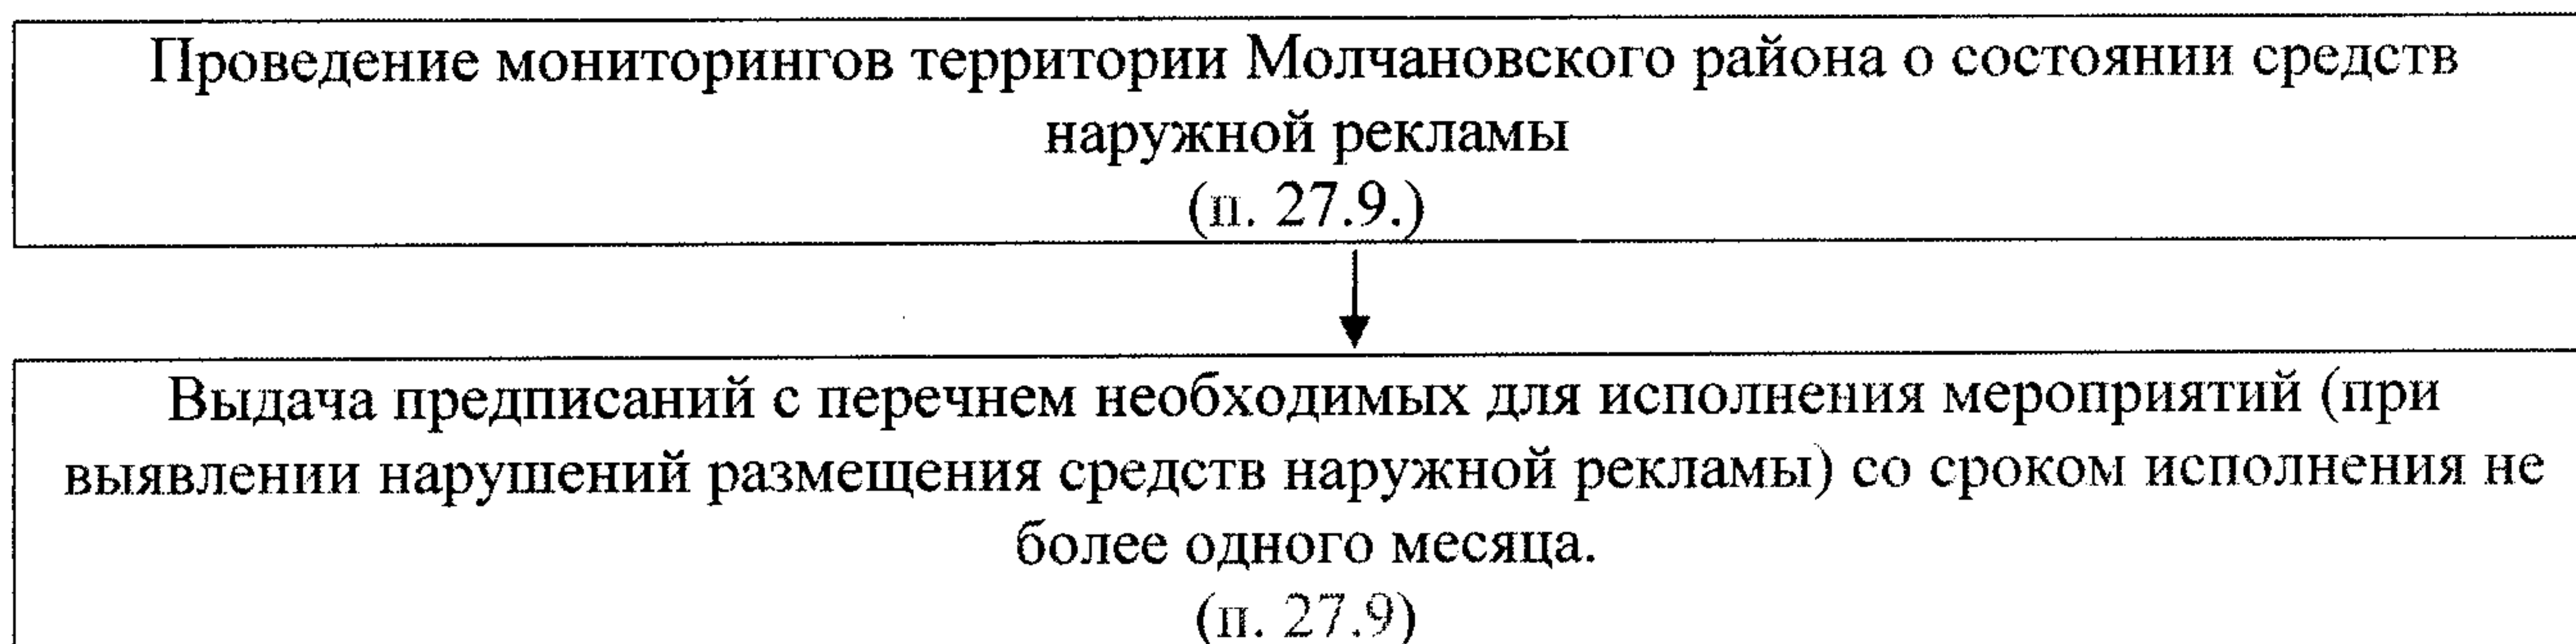 Проведение мониторингов территории Молчановского района о состоянии средств
наружной рекламы
(п. 27.9.)
Выдача предписаний с перечнем необходимых для исполнения мероприятий (при
выявлении нарушений размещения средств наружной рекламы) со сроком исполнения не
более одного месяца.
(п. 27.9)